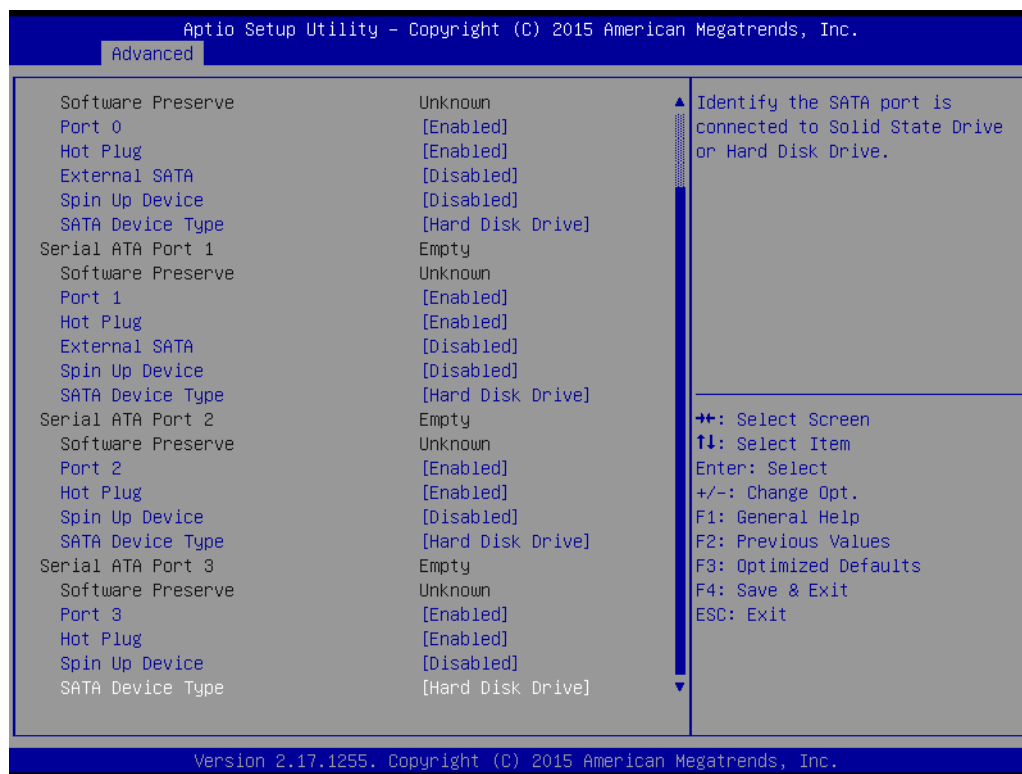 Aptio Setup Utility – Copyright (C) 2015 American Megatrends, Inc.
Advanced
Software Preserve Unknown
Port 0 [Enabled]
Hot Plug [Enabled]
External SATA [Disabled]
Spin Up Device [Disabled]
SATA Device Type [Hard Disk Drive]
Serial ATA Port 1 Empty
Software Preserve Unknown
Port 1 [Enabled]
Hot Plug [Enabled]
External SATA [Disabled]
Spin Up Device [Disabled]
SATA Device Type [Hard Disk Drive]
Serial ATA Port 2 Empty
Software Preserve Unknown
Port 2 [Enabled]
Hot Plug [Enabled]
Spin Up Device [Disabled]
SATA Device Type [Hard Disk Drive]
Serial ATA Port 3 Empty
Software Preserve Unknown
Port 3 [Enabled]
Hot Plug [Enabled]
Spin Up Device [Disabled]
SATA Device Type [Hard Disk Drive]
Identify the SATA port is
connected to Solid State Drive
or Hard Disk Drive.
→←: Select Screen
↑↓: Select Item
Enter: Select
+/-: Change Opt.
F1: General Help
F2: Previous Values
F3: Optimized Defaults
F4: Save & Exit
ESC: Exit
Version 2.17.1255. Copyright (C) 2015 American Megatrends, Inc.